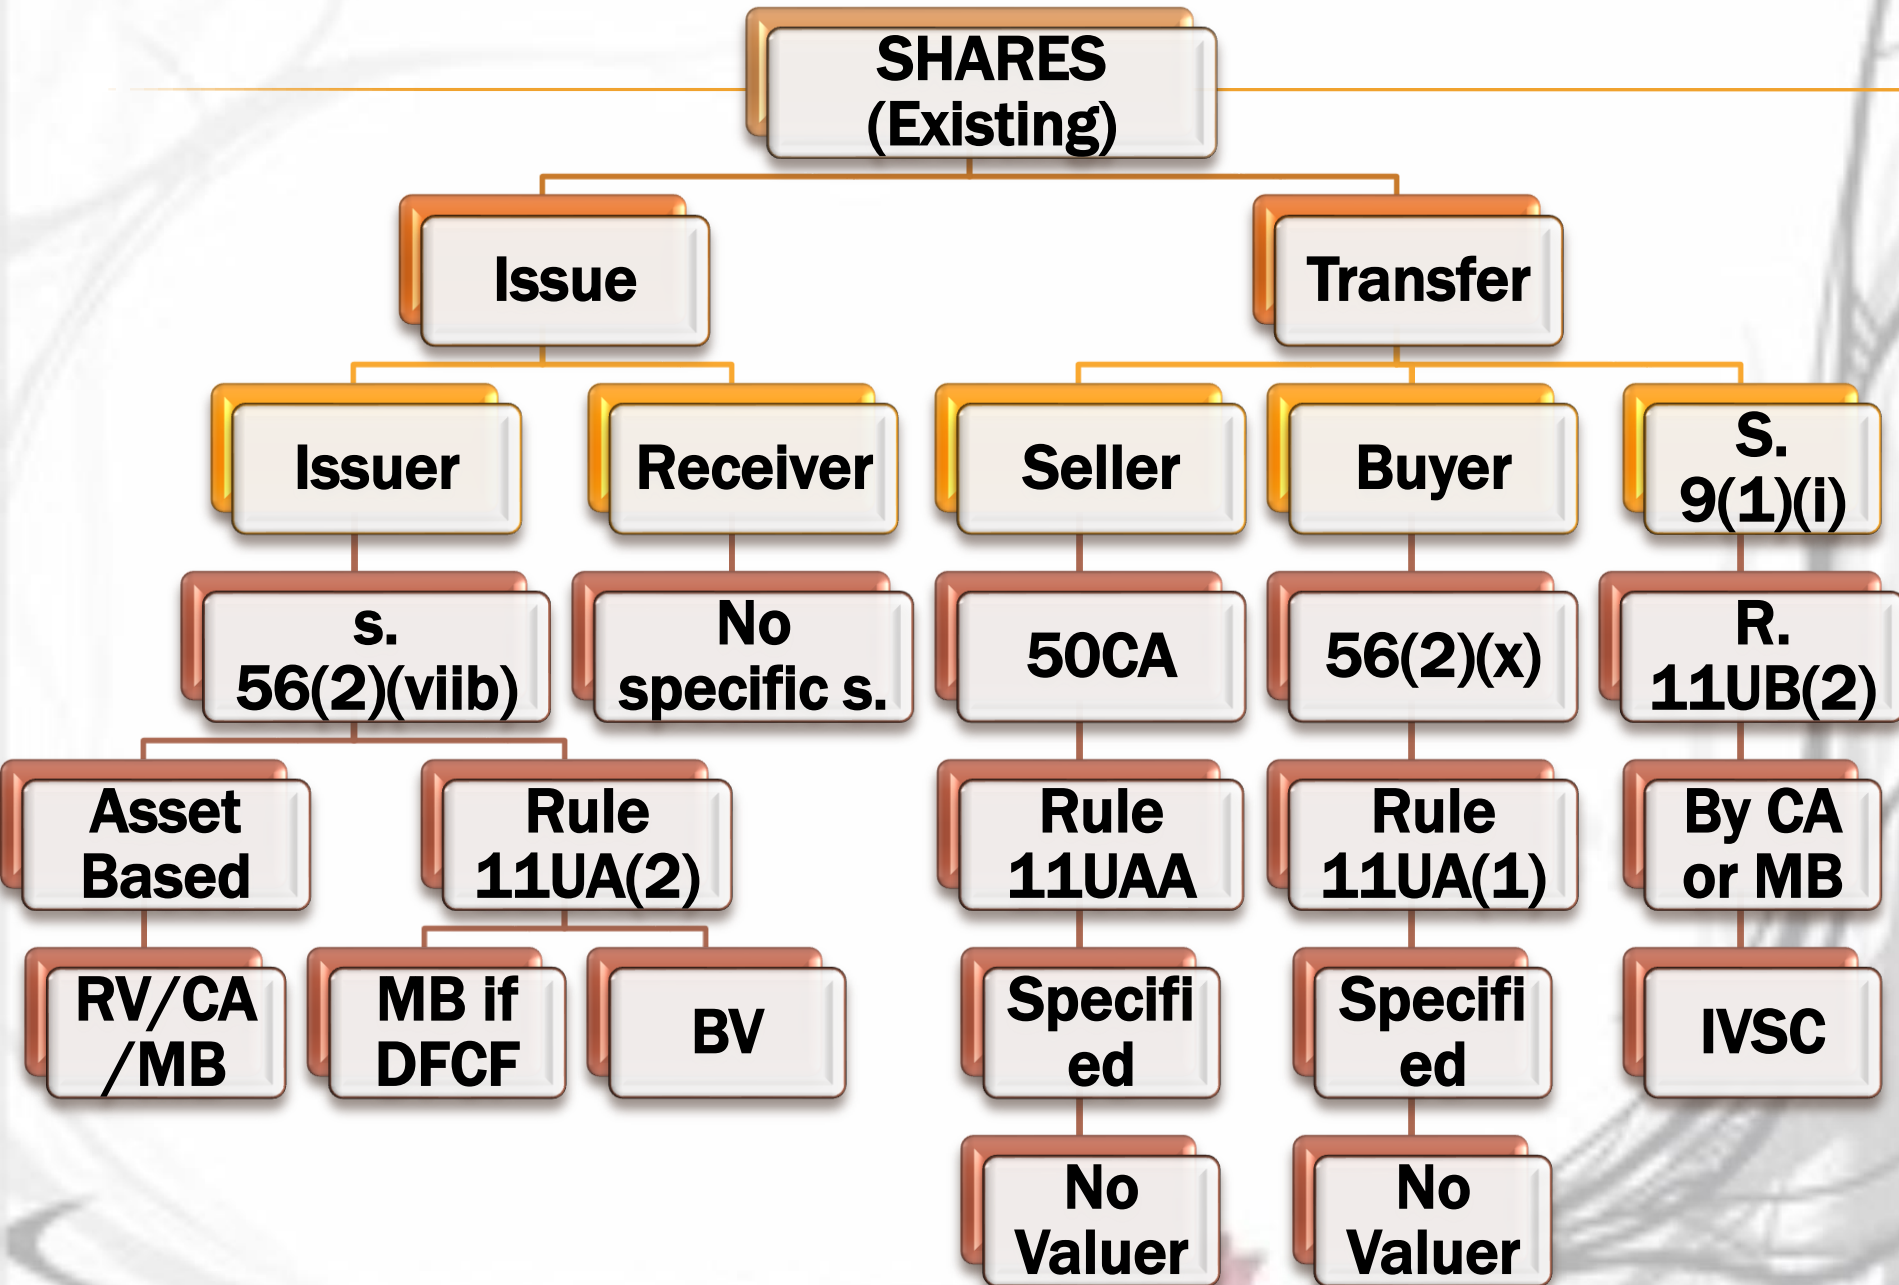 SHARES
(Existing)
Issue
Transfer
Issuer
Receiver
Seller
Buyer
S.
9(1)(i)
s.
56(2)(viib)
No
specific s.
50CA
56(2)(x)
R.
11UB(2)
Asset
Based
Rule
11UA(2)
Rule
11UAA
Rule
11UA(1)
By CA
or MB
RV/CA
/MB
MB if
DFCF
BV
Specifi
ed
Specifi
ed
IVSC
No
Valuer
No
Valuer